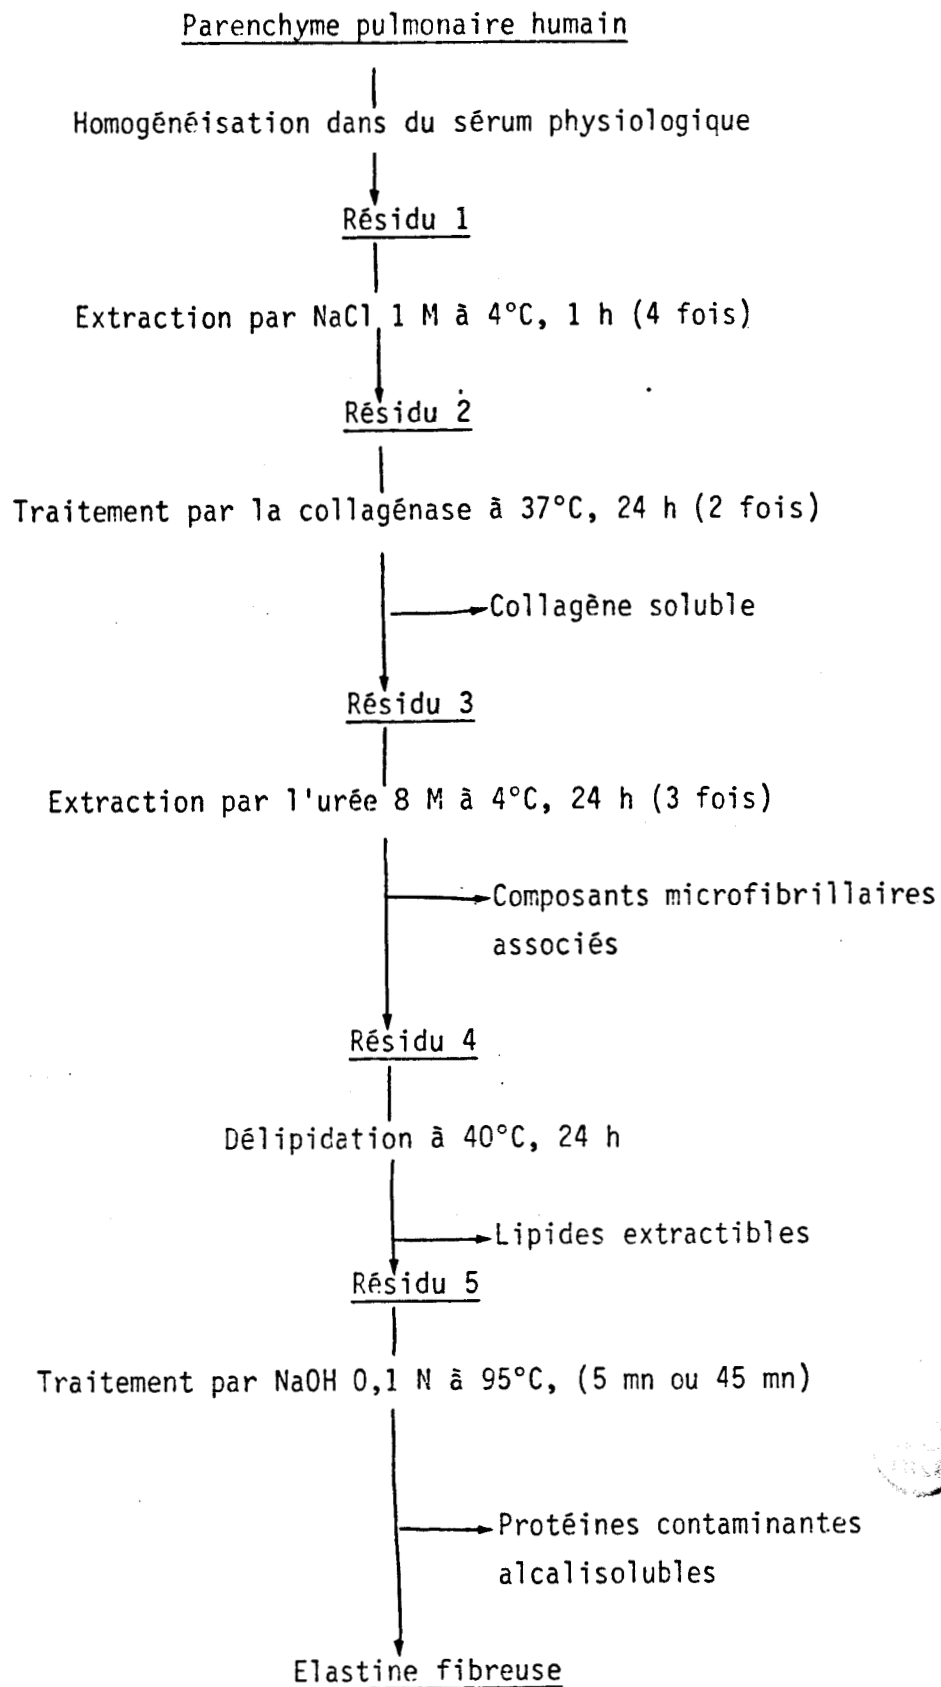 Parenchyme pulmonaire humain
Homogénéisation dans du sérum physiologique
Résidu 1
Extraction par NaCl 1 M à 4°C, 1 h (4 fois)
Résidu 2
Traitement par la collagénase à 37°C, 24 h (2 fois)
Collagène soluble
Résidu 3
Extraction par l'urée 8 M à 4°C, 24 h (3 fois)
Composants microfibrillaires
associés
Résidu 4
Délipidation à 40°C, 24 h
Lipides extractibles
Résidu 5
Traitement par NaOH 0,1 N à 95°C, (5 mn ou 45 mn)
Protéines contaminantes
alcalisolubles
Elastine fibreuse